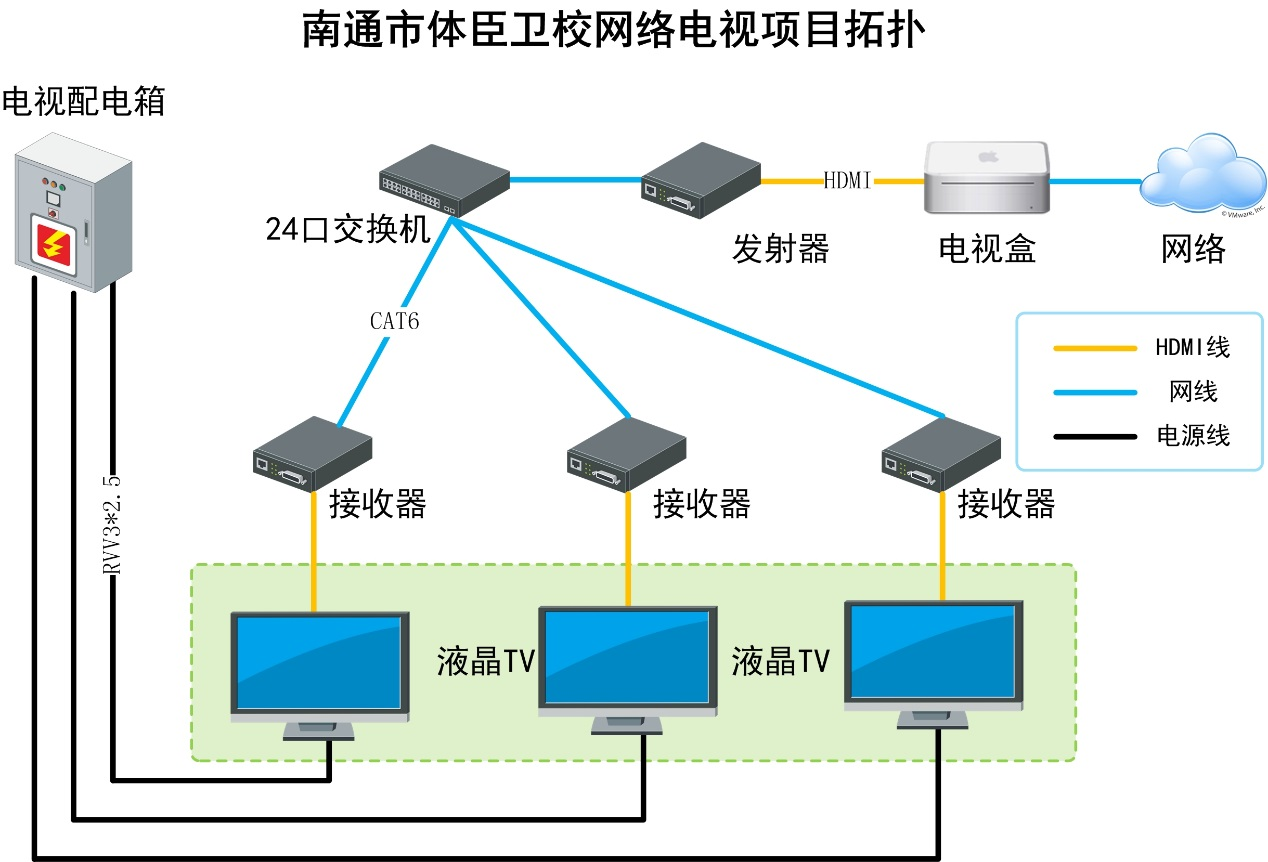 南通市体臣卫校网络电视项目拓扑
电视配电箱
24口交换机
发射器
HDMI
电视盒
网络
© VMware, Inc.
CAT6
HDMI线
网线
电源线
接收器
接收器
接收器
RVV3*2.5
液晶TV
液晶TV